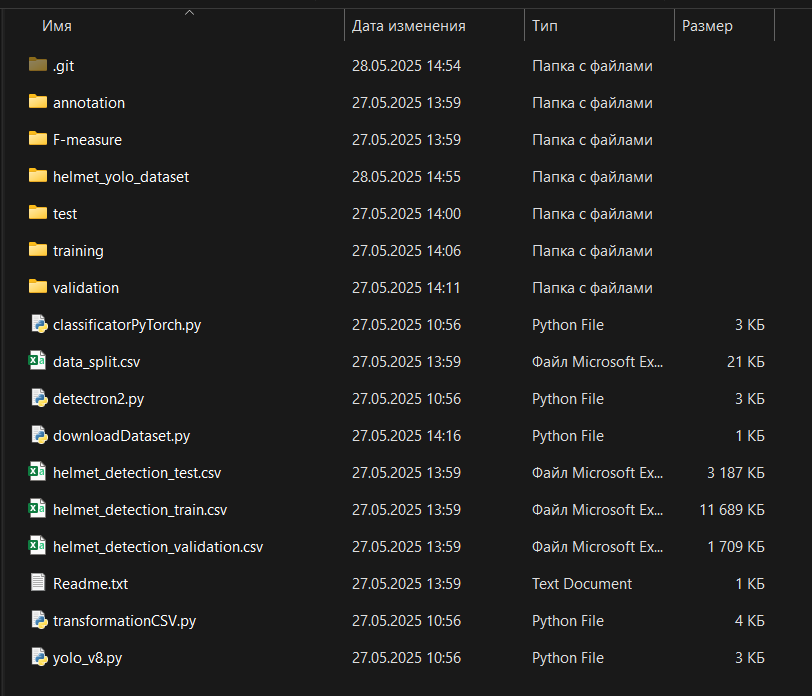 Имя Дата изменения Тип Размер
.git 28.05.2025 14:54 Папка с файлами
annotation 27.05.2025 13:59 Папка с файлами
F-measure 27.05.2025 13:59 Папка с файлами
helmet_yolo_dataset 28.05.2025 14:55 Папка с файлами
test 27.05.2025 14:00 Папка с файлами
training 27.05.2025 14:06 Папка с файлами
validation 27.05.2025 14:11 Папка с файлами
classificatorPyTorch.py 27.05.2025 10:56 Python File 3 КБ
data_split.csv 27.05.2025 13:59 Файл Microsoft Ex... 21 КБ
detectron2.py 27.05.2025 10:56 Python File 3 КБ
downloadDataset.py 27.05.2025 14:16 Python File 1 КБ
helmet_detection_test.csv 27.05.2025 13:59 Файл Microsoft Ex... 3 187 КБ
helmet_detection_train.csv 27.05.2025 13:59 Файл Microsoft Ex... 11 689 КБ
helmet_detection_validation.csv 27.05.2025 13:59 Файл Microsoft Ex... 1 709 КБ
Readme.txt 27.05.2025 13:59 Text Document 1 КБ
transformationCSV.py 27.05.2025 10:56 Python File 4 КБ
yolo_v8.py 27.05.2025 10:56 Python File 3 КБ